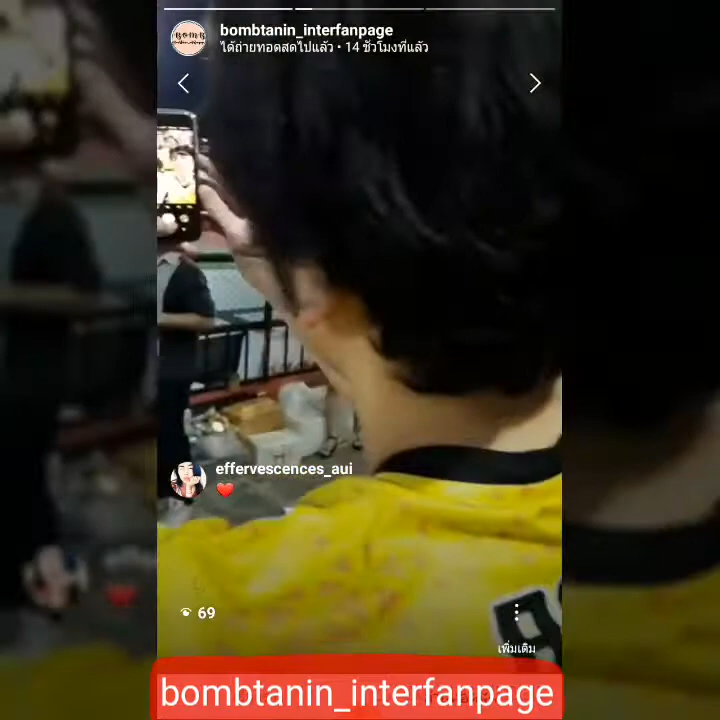 bombtanin_interfanpage
ได้ถ่ายทอดสดไปแล้ว • 14 ชั่วโมงที่แล้ว
effervescences_aui
❤️
69
เพิ่มเติม
bombtanin_interfanpage